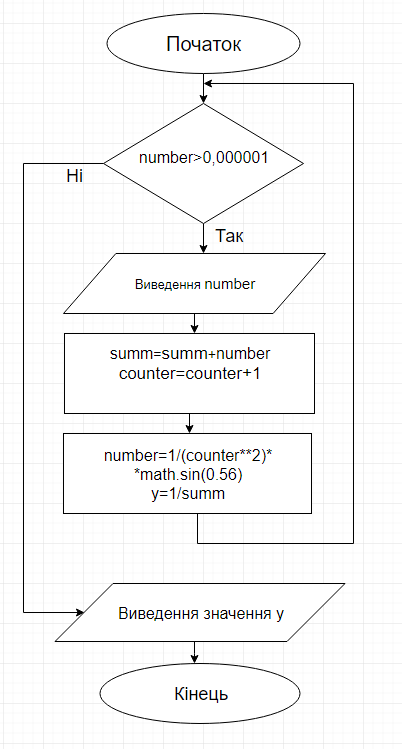 Початок
number>0,000001
Ні
Так
Виведення number
summ=summ+number
counter=counter+1
number=1/(counter**2)*
*math.sin(0.56)
y=1/summ
Виведення значення y
Кінець